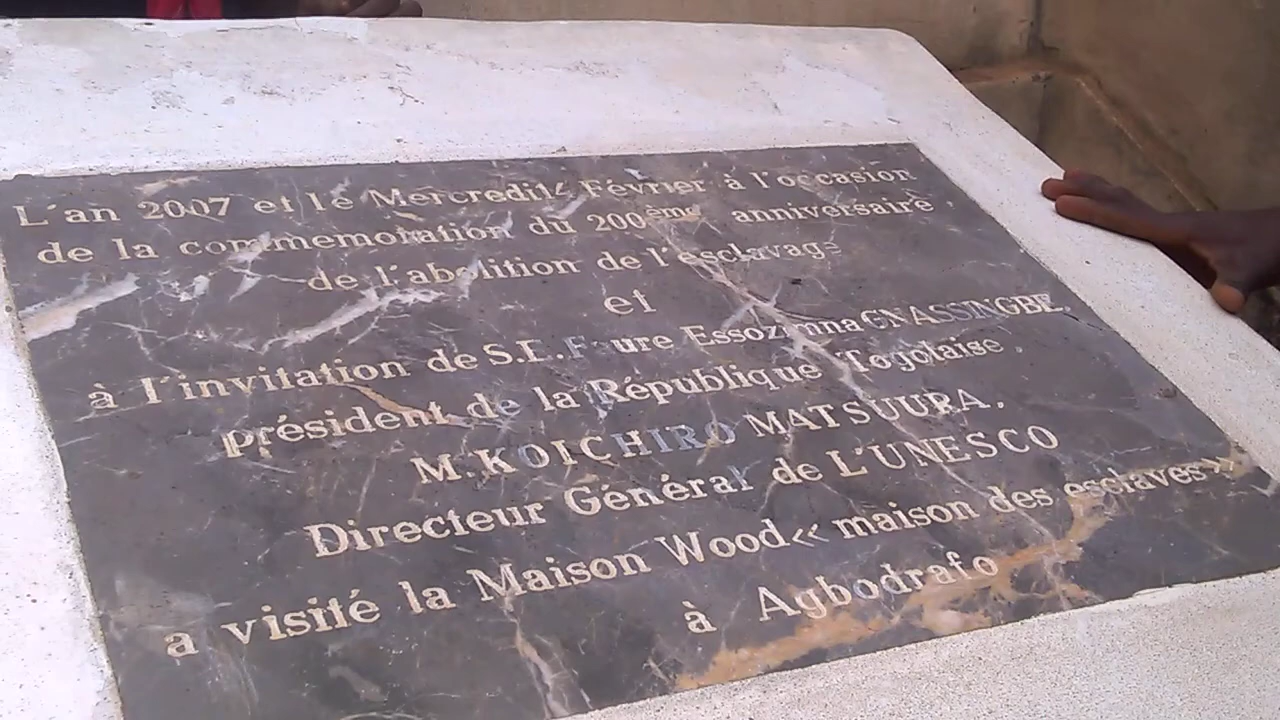 L'an 2007 et le Mercredi 14 Février à l'occasion
de la commemoration du 200ème anniversaire
de l'abolition de l'esclavage
et
à l'invitation de S.E. Faure Essozimna GNASSINGBE
président de la République Togolaise.
M. KOICHIRO MATSUURA.
Directeur Général de L'UNESCO
a visité la Maison Wood « maison des esclaves »
à Agbodrafo